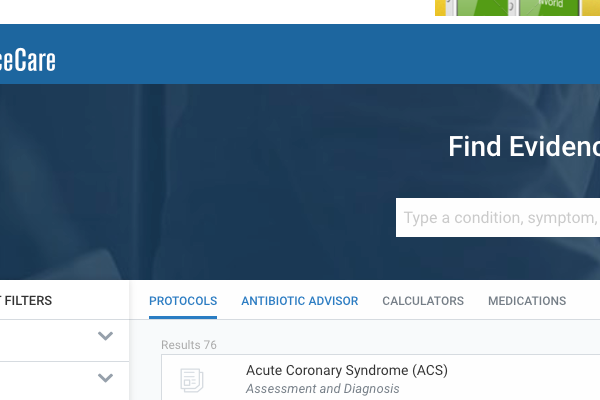 World
ceCare
Find Evidenc
Type a condition, symptom,
FILTERS
PROTOCOLS ANTIBIOTIC ADVISOR CALCULATORS MEDICATIONS
Results 76
Acute Coronary Syndrome (ACS)
Assessment and Diagnosis